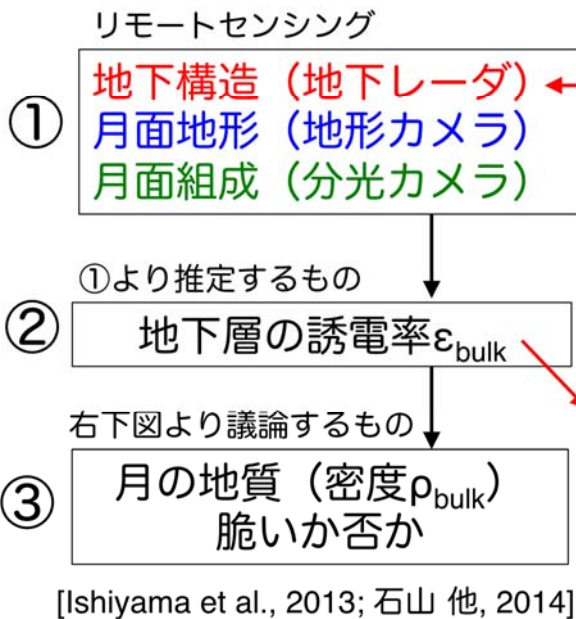 リモートセンシング
①
地下構造（地下レーダ）
月面地形（地形カメラ）
月面組成（分光カメラ）
①より推定するもの
②
地下層の誘電率εbulk
右下図より議論するもの
③
月の地質（密度ρbulk）
脆いか否か
[Ishiyama et al., 2013; 石山 他, 2014]